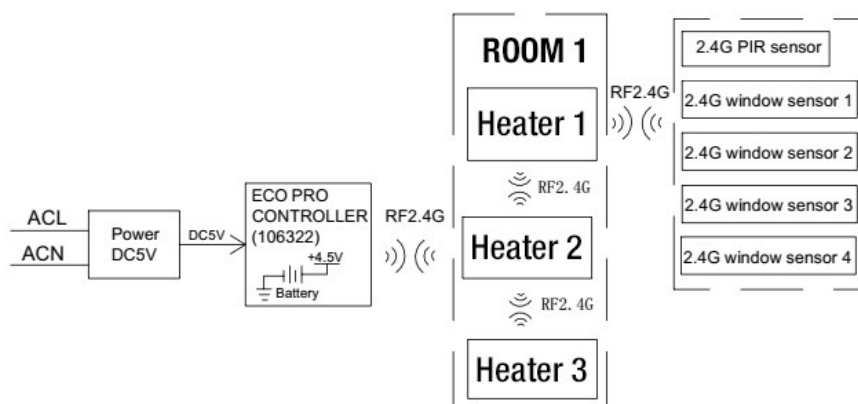 ACL
ACN
Power
DC5V
DC5V
ECO PRO
CONTROLLER
(106322)
+4.5V
Battery
RF2.4G
ROOM 1
Heater 1
RF2.4G
Heater 2
RF2.4G
Heater 3
RF2.4G
2.4G PIR sensor
2.4G window sensor 1
2.4G window sensor 2
2.4G window sensor 3
2.4G window sensor 4